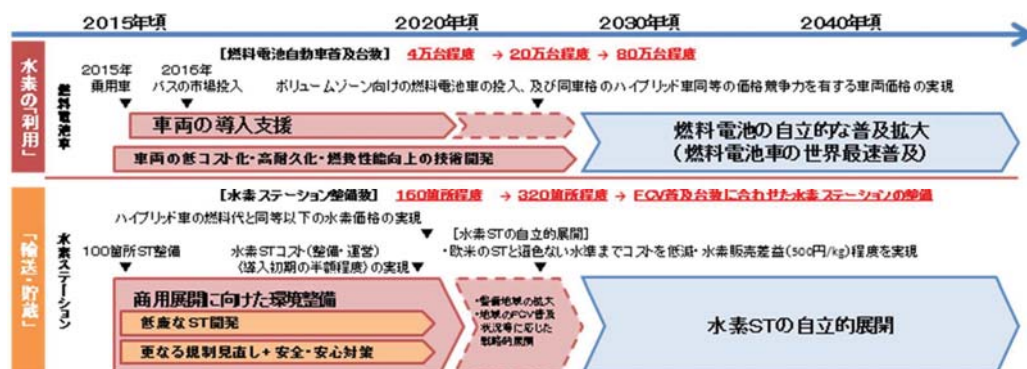 2015年頃
2020年頃
2030年頃
2040年頃
水素の「利用」
燃料電池車
[燃料電池自動車普及台数] 4万台程度 → 20万台程度 → 80万台程度
2015年
乗用車
2016年
バスの市場投入
ボリュームゾーン向けの燃料電池車の投入、及び同車格のハイブリッド車同等の価格競争力を有する車両価格の実現
車両の導入支援
車両の低コスト化・高耐久化・燃費性能向上の技術開発
燃料電池の自立的な普及拡大
(燃料電池車の世界最速普及)
「輸送・貯蔵」
水素ステーション
[水素ステーション整備数] 160箇所程度 → 320箇所程度 → FCV普及台数に合わせた水素ステーションの整備
ハイブリッド車の燃料代と同等以下の水素価格の実現
100箇所ST整備
水素STコスト(整備・運営)
(導入初期の半額程度)の実現
[水素STの自立的展開]
・欧米のSTと遜色ない水準までコストを低減・水素販売差益(500円/kg)程度を実現
商用展開に向けた環境整備
低廉なST開発
更なる規制見直し+安全・安心対策
・整備地域の拡大
・地域のFCV普及
状況等に応じた
戦略的展開
水素STの自立的展開